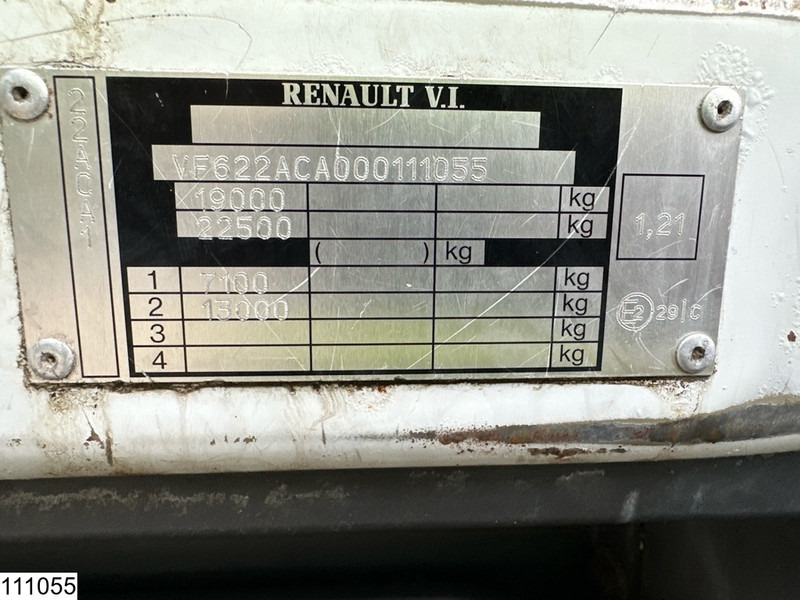 RENAULT V.I.
VF622ACA000111055
19000 kg
22500 kg
( ) kg
1 7100 kg
2 13000 kg
3 kg
4 kg
1,21
E2 29/C
111055